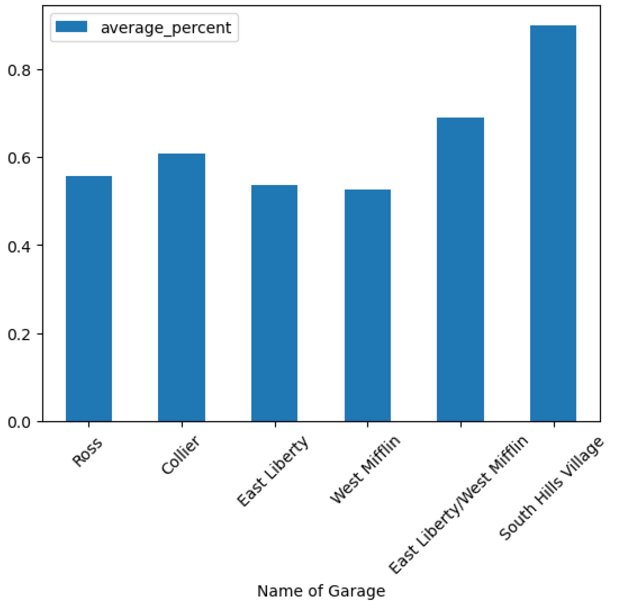 average_percent
0.8
0.6
0.4
0.2
0.0
Ross
Collier
East Liberty
West Mifflin
East Liberty/West Mifflin
South Hills Village
Name of Garage